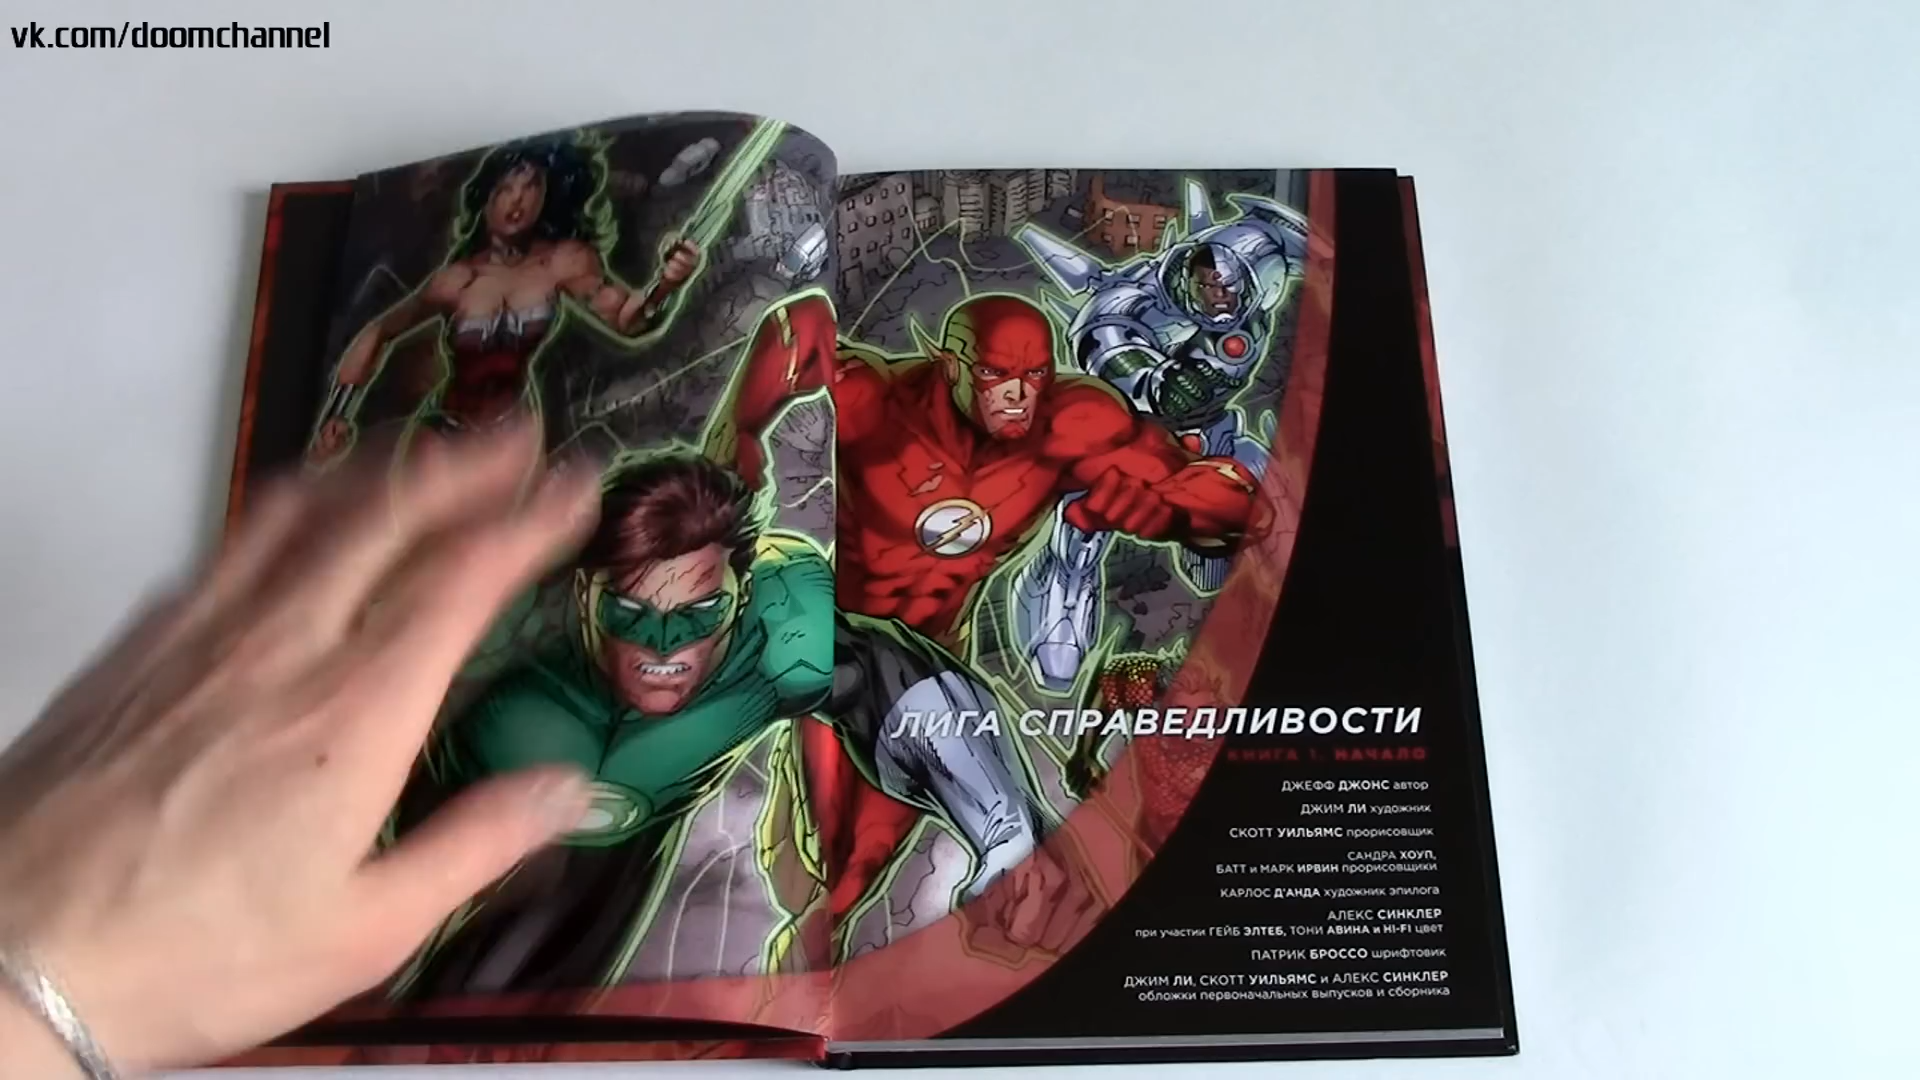 vk.com/doomchannel
ЛИГА СПРАВЕДЛИВОСТИ
КНИГА 1. НАЧАЛО
ДЖЕФФ ДЖОНС автор
ДЖИМ ЛИ художник
СКОТТ УИЛЬЯМС прорисовщик
САНДРА ХОУП,
БАТТ и МАРК ИРВИН прорисовщики
КАРЛОС Д'АНДА художник эпилога
АЛЕКС СИНКЛЕР
при участии ГЕЙБ ЭЛТЕБ, ТОНИ АВИНА и HI-FI цвет
ПАТРИК БРОССО шрифтовик
ДЖИМ ЛИ, СКОТТ УИЛЬЯМС и АЛЕКС СИНКЛЕР
обложки первоначальных выпусков и сборника